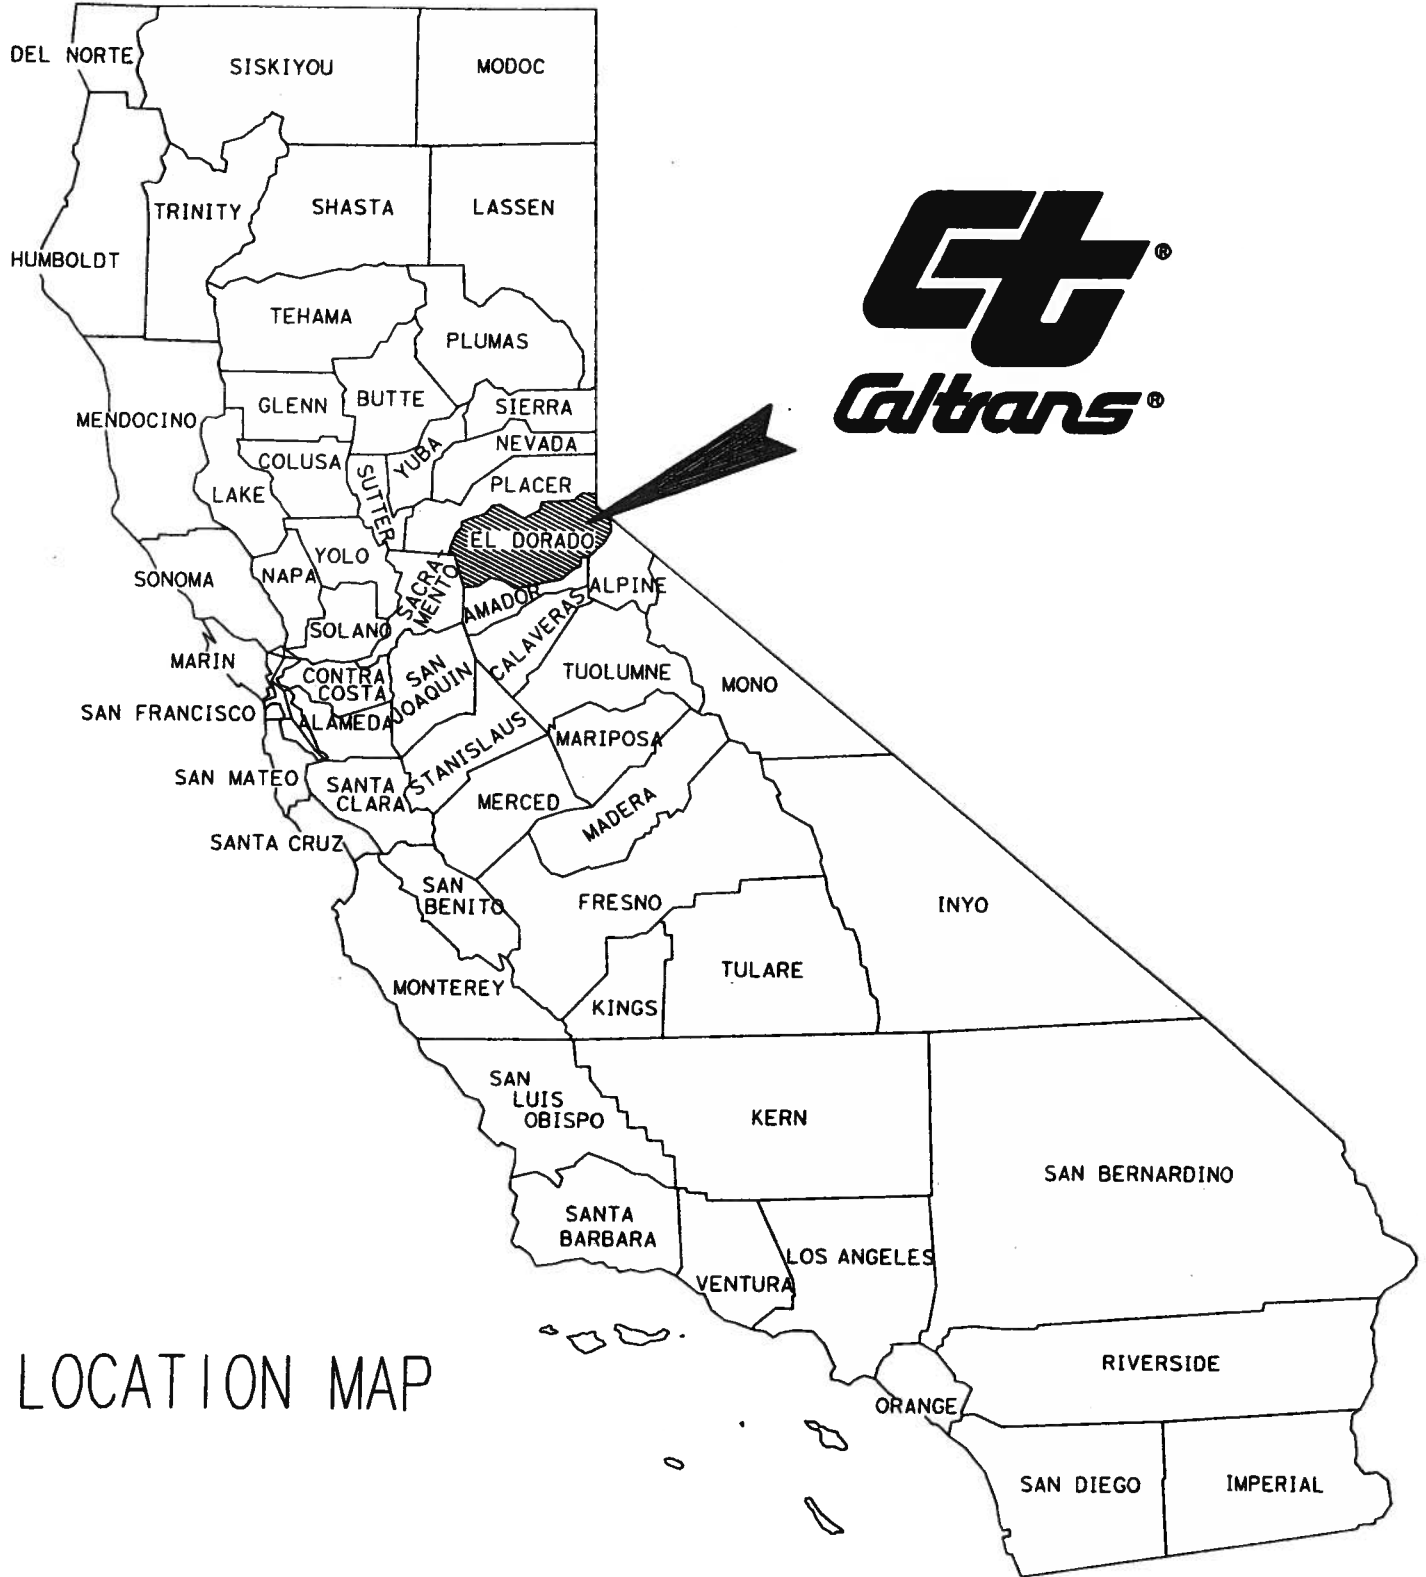 DEL NORTE
SISKIYOU
MODOC
TRINITY
SHASTA
LASSEN
HUMBOLDT
TEHAMA
PLUMAS
MENDOCINO
GLENN
BUTTE
SIERRA
NEVADA
YUBA
COLUSA
LAKE
SUTTER
PLACER
EL DORADO
YOLO
NAPA
SONOMA
SACRA-
MENTO
AMADOR
ALPINE
SOLANO
CALAVERAS
MARIN
CONTRA
COSTA
SAN
JOAQUIN
TUOLUMNE
MONO
SAN FRANCISCO
ALAMEDA
STANISLAUS
MARIPOSA
SAN MATEO
SANTA
CLARA
MERCED
MADERA
SANTA CRUZ
SAN
BENITO
FRESNO
INYO
TULARE
MONTEREY
KINGS
SAN
LUIS
OBISPO
KERN
SAN BERNARDINO
SANTA
BARBARA
VENTURA
LOS ANGELES
RIVERSIDE
ORANGE
SAN DIEGO
IMPERIAL
Ct®
Caltrans®
LOCATION MAP